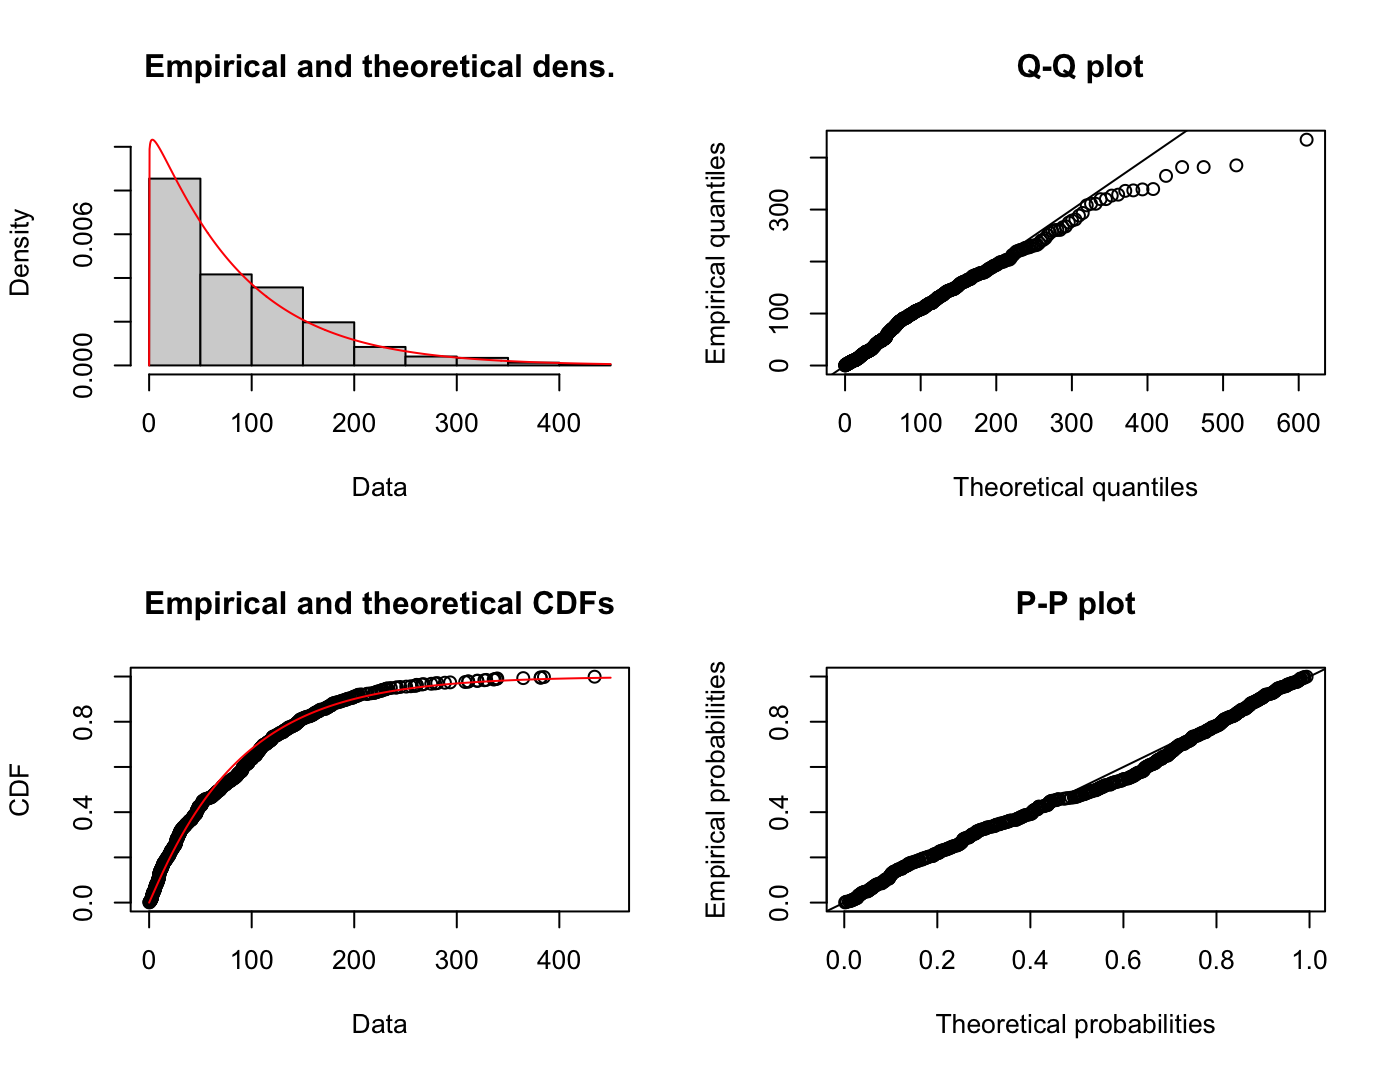 Empirical and theoretical dens.
Density
0.000 0.006
0 100 200 300 400
Data
Q-Q plot
Empirical quantiles
0 100 300
0 100 200 300 400 500 600
Theoretical quantiles
Empirical and theoretical CDFs
CDF
0.0 0.4 0.8
0 100 200 300 400
Data
P-P plot
Empirical probabilities
0.0 0.4 0.8
0.0 0.2 0.4 0.6 0.8 1.0
Theoretical probabilities